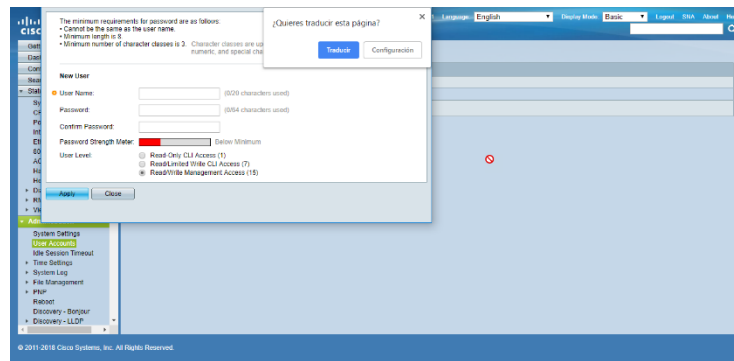 The minimum requirements for password are as follows:
• Cannot be the same as the user name.
• Minimum length is 8.
• Minimum number of character classes is 3. Character classes are
numeric, and special
¿Quieres traducir esta página?
×
Traducir
Configuración
Language: English
Display Mode: Basic
Logout SNA About
New User
User Name:
(0/20 characters used)
Password:
(0/64 characters used)
Confirm Password:
Password Strength Meter:
Below Minimum
User Level:
Read-Only CLI Access (1)
Read/Limited Write CLI Access (7)
Read/Write Management Access (15)
Apply
Close
System Settings
User Accounts
Idle Session Timeout
Time Settings
System Log
File Management
PNP
Reboot
Discovery - Bonjour
Discovery - LLDP
© 2011-2018 Cisco Systems, Inc. All Rights Reserved.